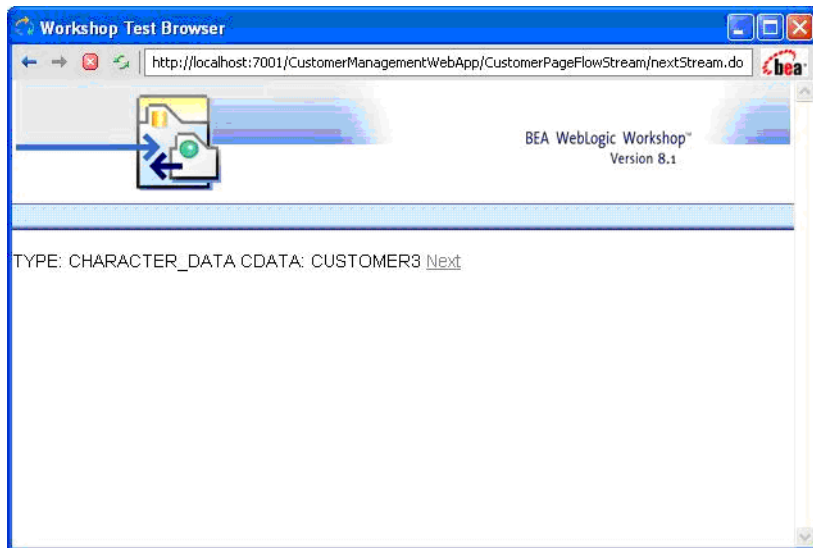 Workshop Test Browser
http://localhost:7001/CustomerManagementWebApp/CustomerPageFlowStream/nextStream.do
bea
BEA WebLogic Workshop™
Version 8.1
TYPE: CHARACTER_DATA CDATA: CUSTOMER3 Next